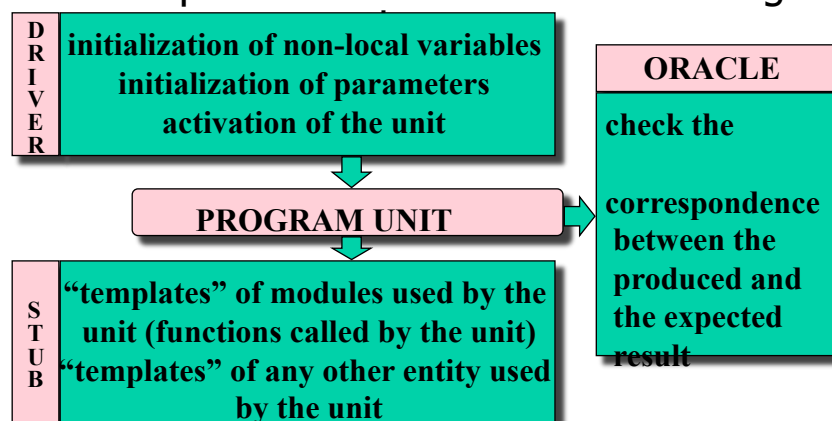 DRIVER
initialization of non-local variables
initialization of parameters
activation of the unit
ORACLE
check the
correspondence
between the
produced and
the expected
result
PROGRAM UNIT
STUB
“templates” of modules used by the
unit (functions called by the unit)
“templates” of any other entity used
by the unit